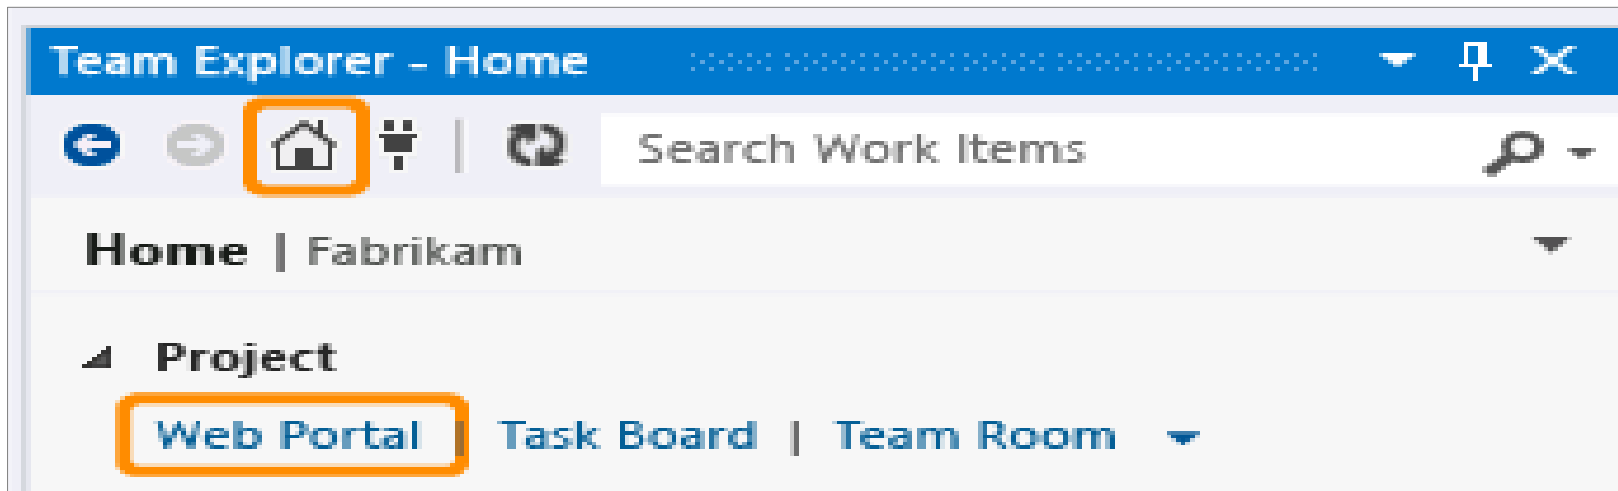 Team Explorer - Home
Search Work Items
Home | Fabrikam
Project
Web Portal | Task Board | Team Room